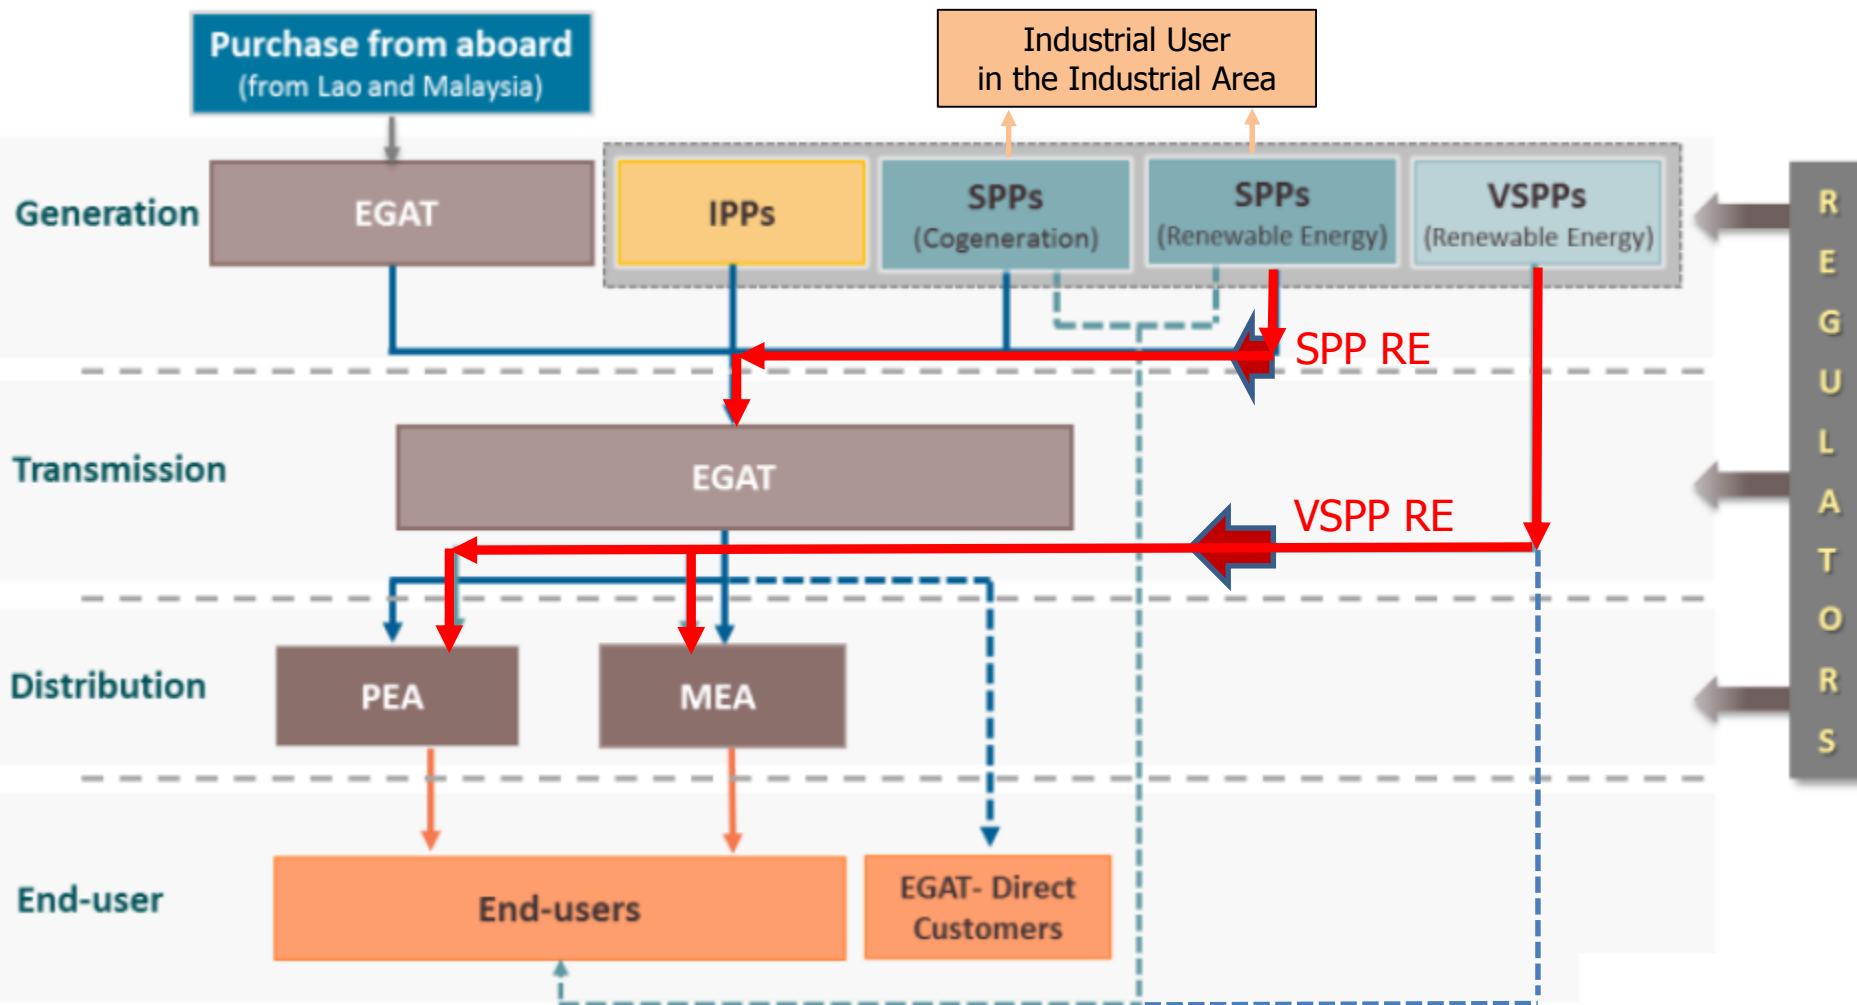 Purchase from aboard
(from Lao and Malaysia)
Industrial User
in the Industrial Area
Generation
EGAT
IPPs
SPPs
(Cogeneration)
SPPs
(Renewable Energy)
VSPPs
(Renewable Energy)
SPP RE
Transmission
EGAT
VSPP RE
Distribution
PEA
MEA
End-user
End-users
EGAT- Direct
Customers
R
E
G
U
L
A
T
O
R
S